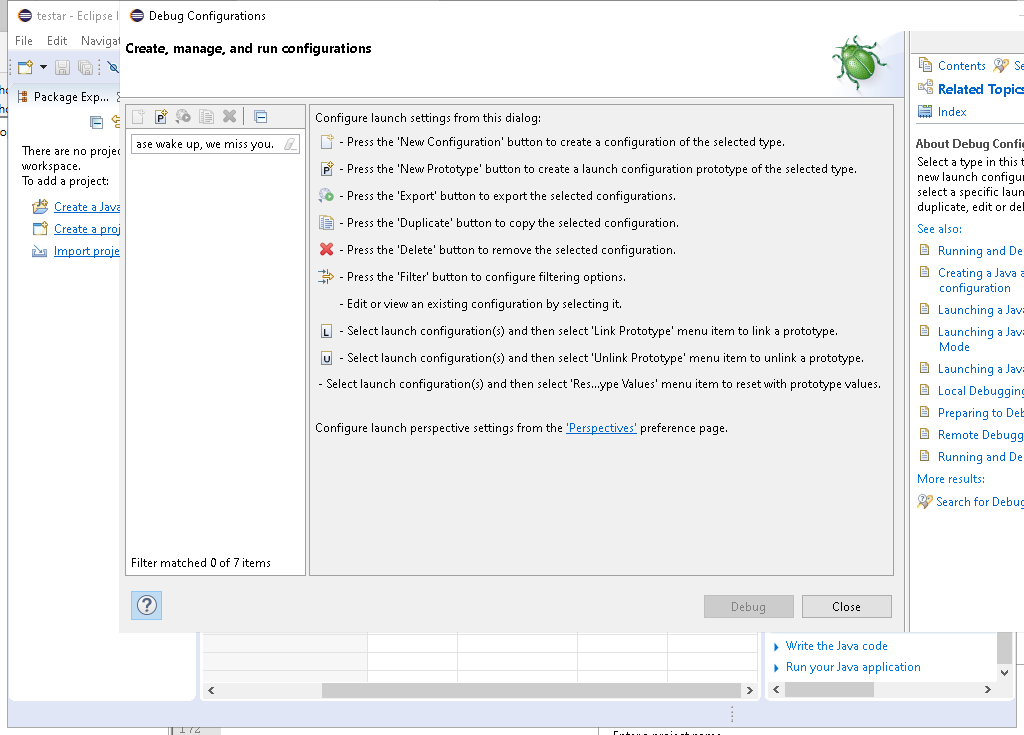 testar - Eclipse I
File Edit Navigat
Package Exp...
There are no projec
workspace.
To add a project:
Create a Java
Create a proj
Import proje
Debug Configurations
Create, manage, and run configurations
ase wake up, we miss you.
Filter matched 0 of 7 items
Configure launch settings from this dialog:
- Press the 'New Configuration' button to create a configuration of the selected type.
P - Press the 'New Prototype' button to create a launch configuration prototype of the selected type.
- Press the 'Export' button to export the selected configurations.
- Press the 'Duplicate' button to copy the selected configuration.
- Press the 'Delete' button to remove the selected configuration.
- Press the 'Filter' button to configure filtering options.
- Edit or view an existing configuration by selecting it.
L - Select launch configuration(s) and then select 'Link Prototype' menu item to link a prototype.
U - Select launch configuration(s) and then select 'Unlink Prototype' menu item to unlink a prototype.
- Select launch configuration(s) and then select 'Res...ype Values' menu item to reset with prototype values.
Configure launch perspective settings from the 'Perspectives' preference page.
?
Debug
Close
Contents Se
Related Topics
Index
About Debug Config
Select a type in this t
new launch configur
select a specific laun
duplicate, edit or del
See also:
Running and De
Creating a Java a
configuration
Launching a Java
Launching a Java
Mode
Launching a Java
Local Debugging
Preparing to Deb
Remote Debugg
Running and De
More results:
Search for Debug
Write the Java code
Run your Java application
172